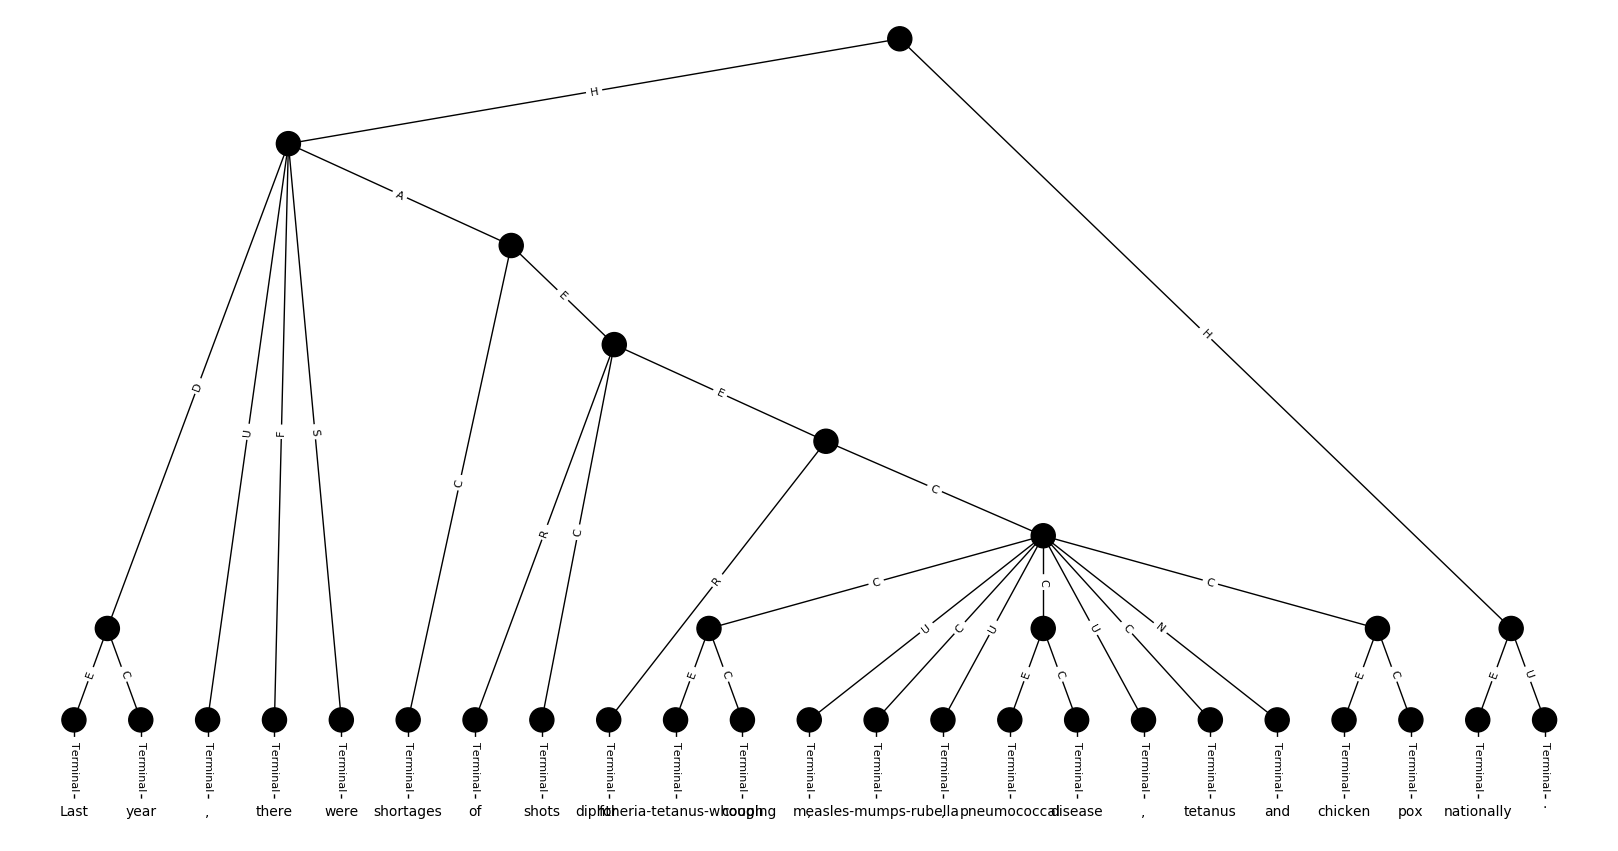 H
A
E
H
D
E
U
F
S
C
C
R
C
R
C
U
C
U
C
U
C
N
C
E
C
E
C
E
C
E
C
E
U
Terminal Terminal Terminal Terminal Terminal Terminal Terminal Terminal Terminal Terminal Terminal Terminal Terminal Terminal Terminal Terminal Terminal Terminal Terminal Terminal Terminal Terminal Terminal
Last year , there were shortages of shots for diphtheria-tetanus-whooping cough , measles-mumps-rubella , pneumococcal disease , tetanus and chicken pox nationally .